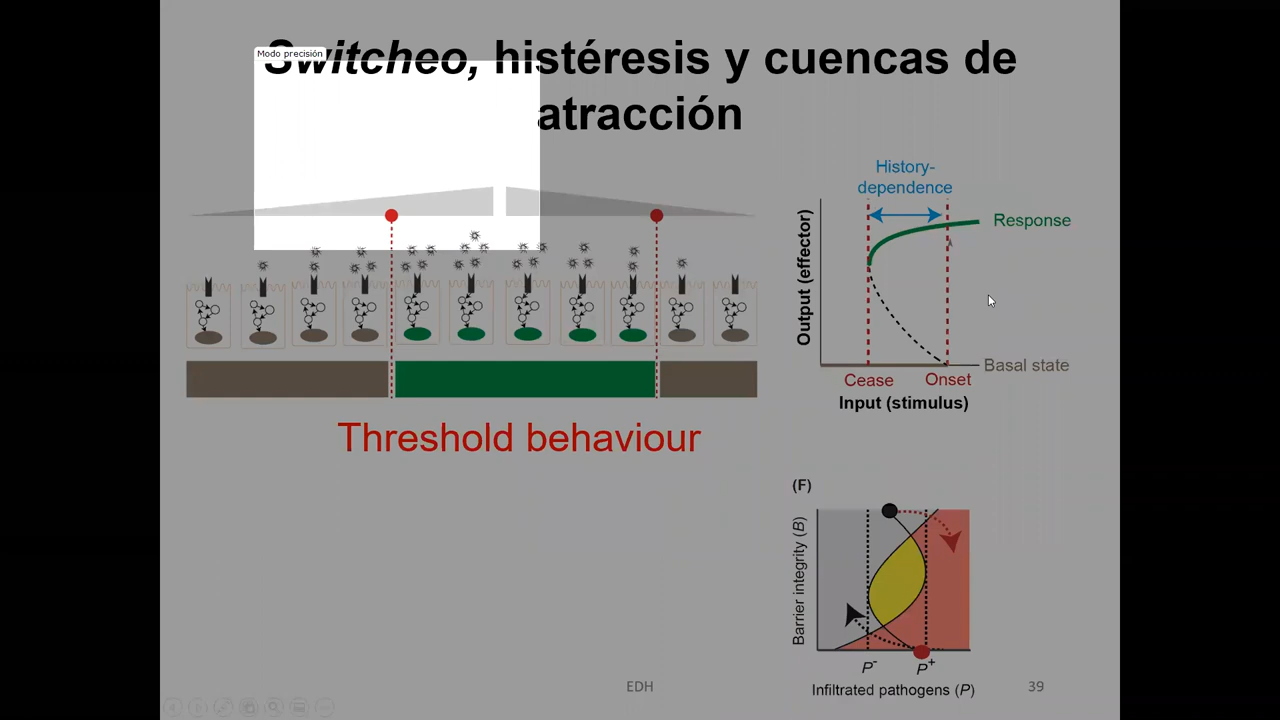 Modo precisión
Switcheo, histéresis y cuencas de
atracción
History-
dependence
Response
Output (effector)
Basal state
Cease
Onset
Input (stimulus)
Threshold behaviour
(F)
Barrier integrity (B)
P-
P+
Infiltrated pathogens (P)
EDH
39